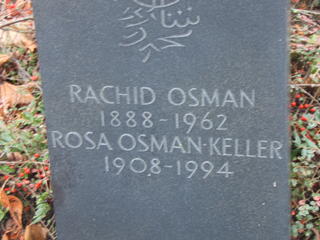 RACHID OSMAN
1888-1962
ROSA OSMAN-KELLER
1908-1994